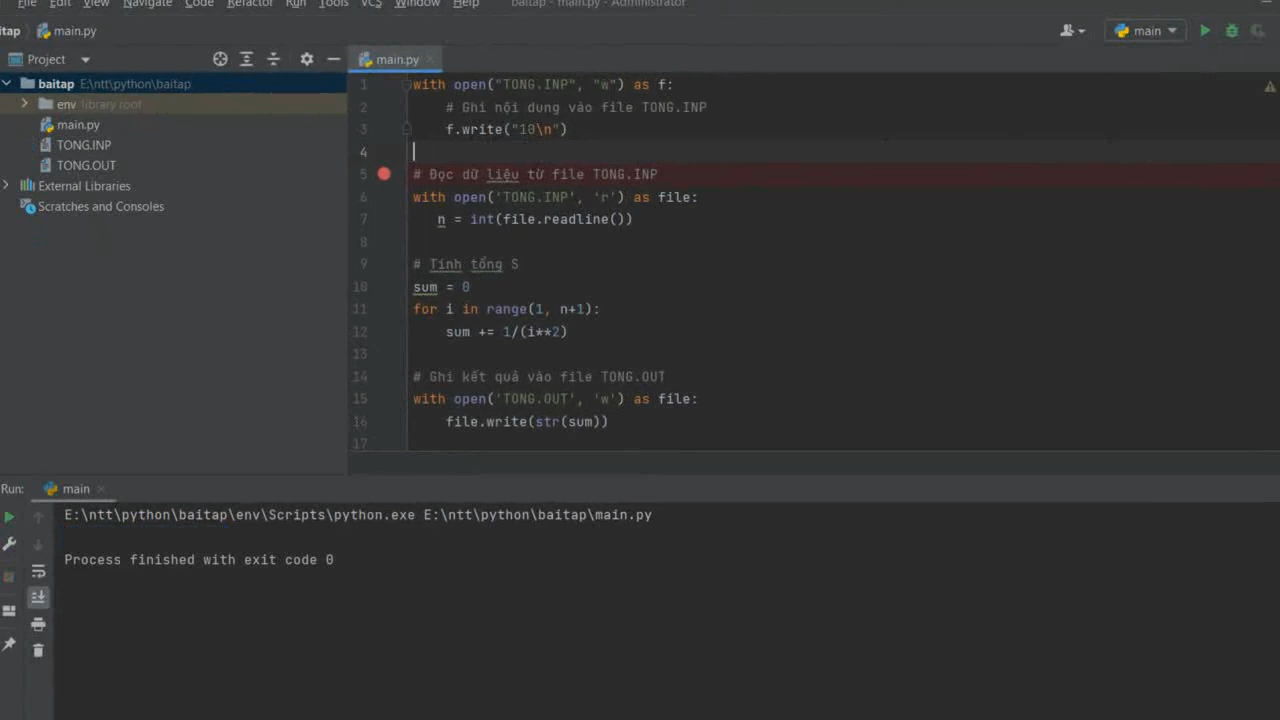 File Edit View Navigate Code Refactor Run Tools VCS Window Help baitap - main.py - Administrator
itap main.py
main
Project
main.py
baitap E:\ntt\python\baitap
env library root
main.py
TONG.INP
TONG.OUT
External Libraries
Scratches and Consoles
1 with open("TONG.INP", "w") as f:
2 # Ghi nội dung vào file TONG.INP
3 f.write("10\n")
4
5 # Đọc dữ liệu từ file TONG.INP
6 with open('TONG.INP', 'r') as file:
7 n = int(file.readline())
8
9 # Tính tổng S
10 sum = 0
11 for i in range(1, n+1):
12 sum += 1/(i**2)
13
14 # Ghi kết quả vào file TONG.OUT
15 with open('TONG.OUT', 'w') as file:
16 file.write(str(sum))
17
Run: main
E:\ntt\python\baitap\env\Scripts\python.exe E:\ntt\python\baitap\main.py
Process finished with exit code 0